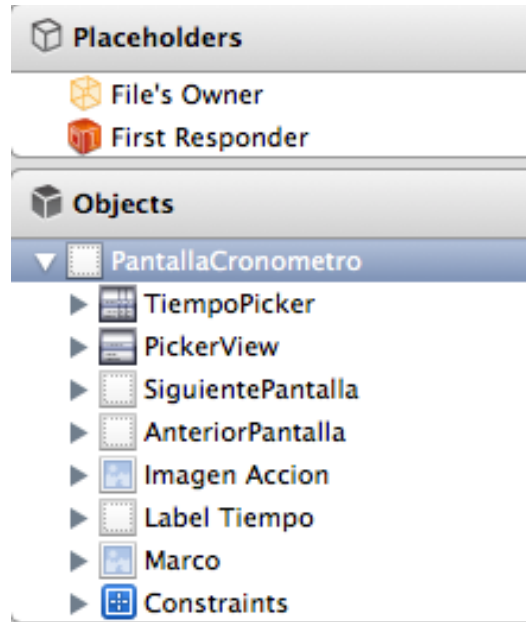 Placeholders
File's Owner
First Responder
Objects
PantallaCronometro
TiempoPicker
PickerView
SiguientePantalla
AnteriorPantalla
Imagen Accion
Label Tiempo
Marco
Constraints